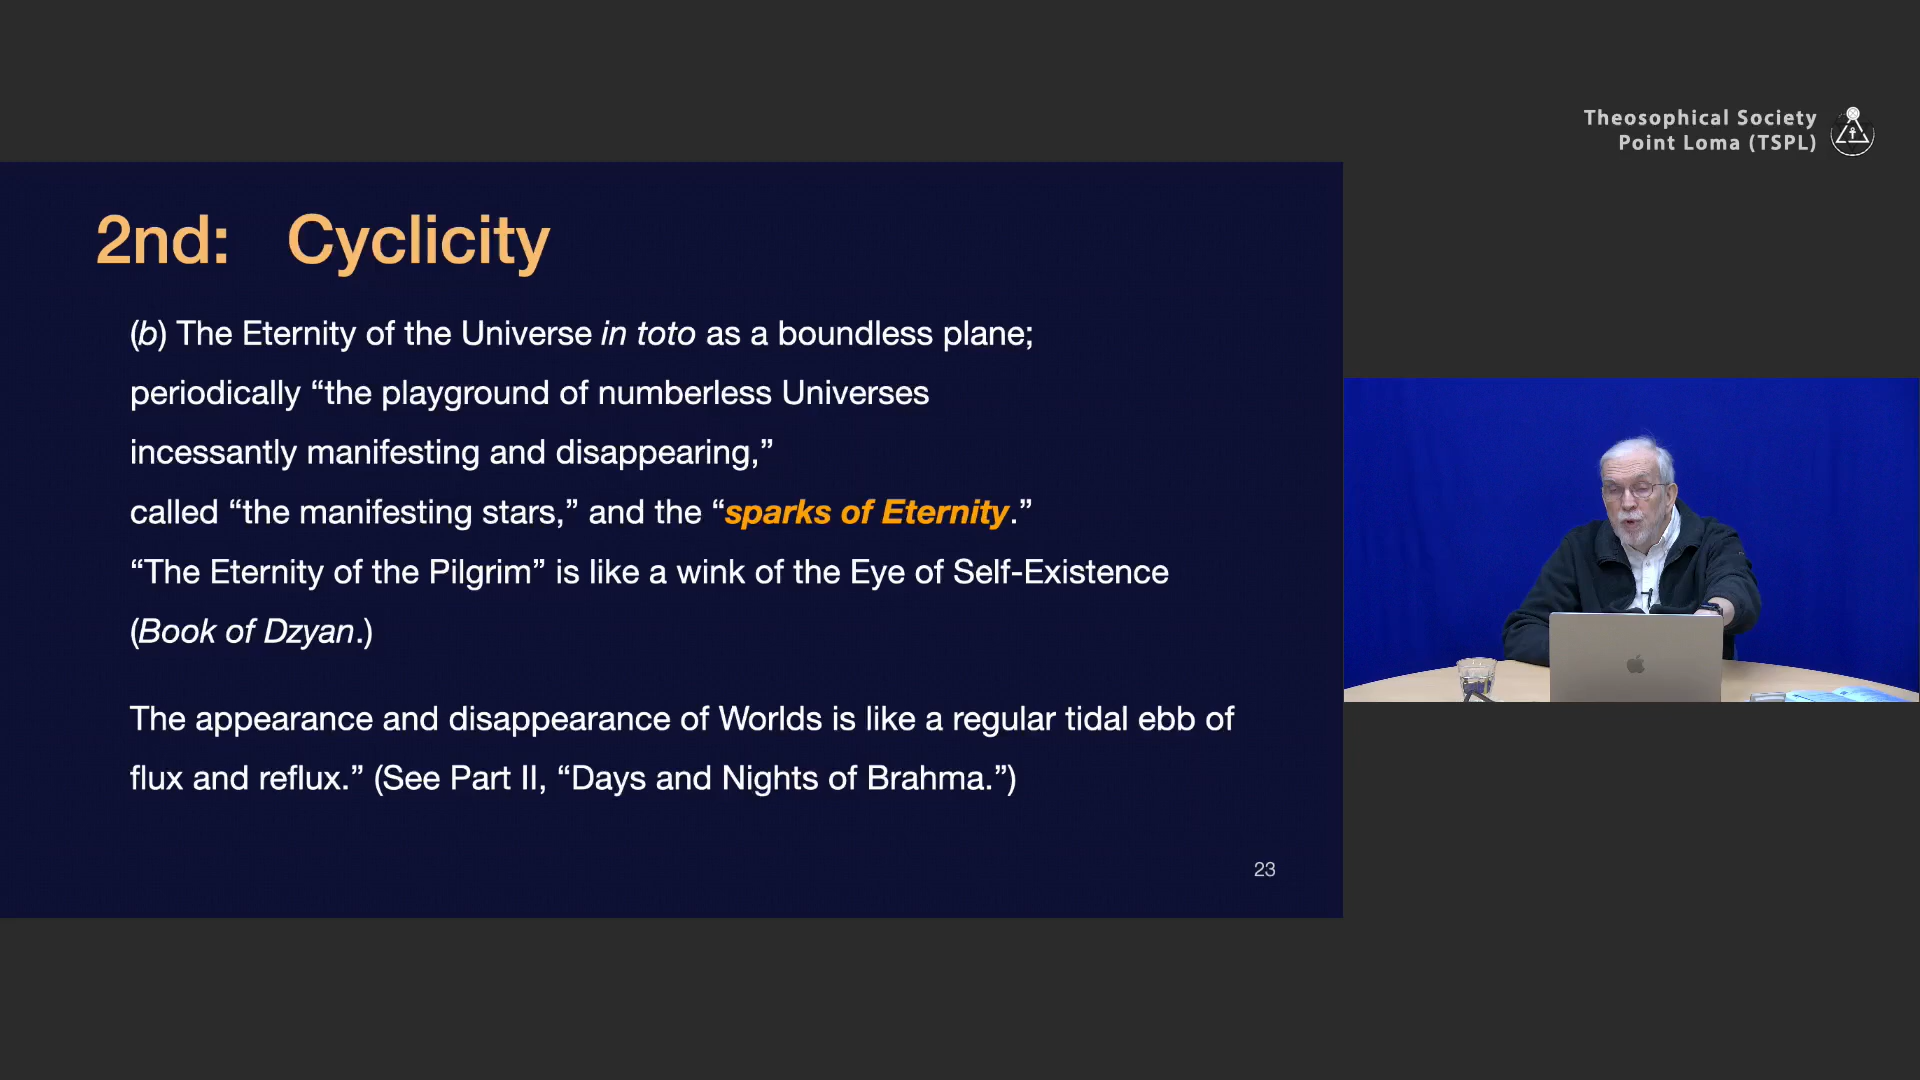 Theosophical Society
Point Loma (TSPL)
2nd: Cyclicity
(b) The Eternity of the Universe in toto as a boundless plane;
periodically “the playground of numberless Universes
incessantly manifesting and disappearing,”
called “the manifesting stars,” and the “sparks of Eternity.”
“The Eternity of the Pilgrim” is like a wink of the Eye of Self-Existence
(Book of Dzyan.)
The appearance and disappearance of Worlds is like a regular tidal ebb of
flux and reflux.” (See Part II, “Days and Nights of Brahma.”)
23